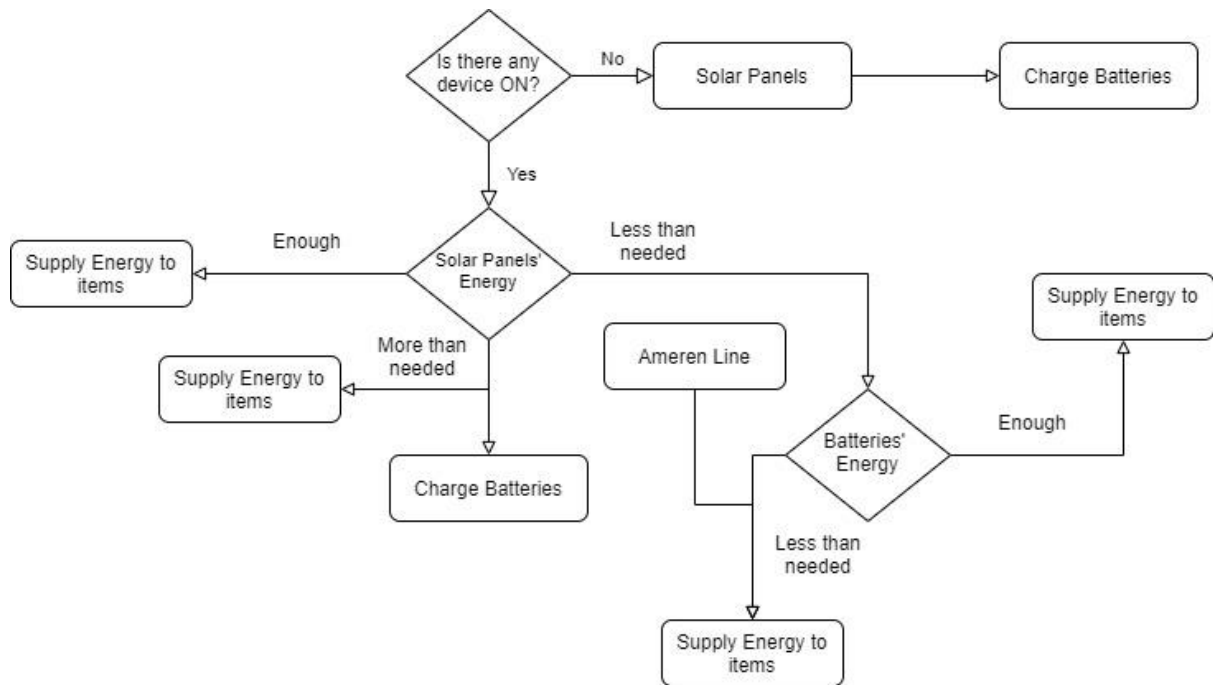 Is there any
device ON?
No
Solar Panels
Charge Batteries
Yes
Enough
Less than
needed
Supply Energy to
items
Solar Panels'
Energy
Supply Energy to
items
More than
needed
Ameren Line
Supply Energy to
items
Enough
Batteries'
Energy
Charge Batteries
Less than
needed
Supply Energy to
items